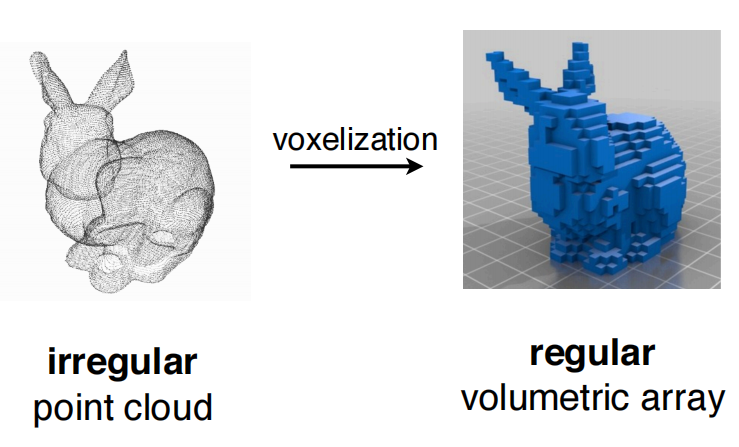 voxelization
irregular
point cloud
regular
volumetric array